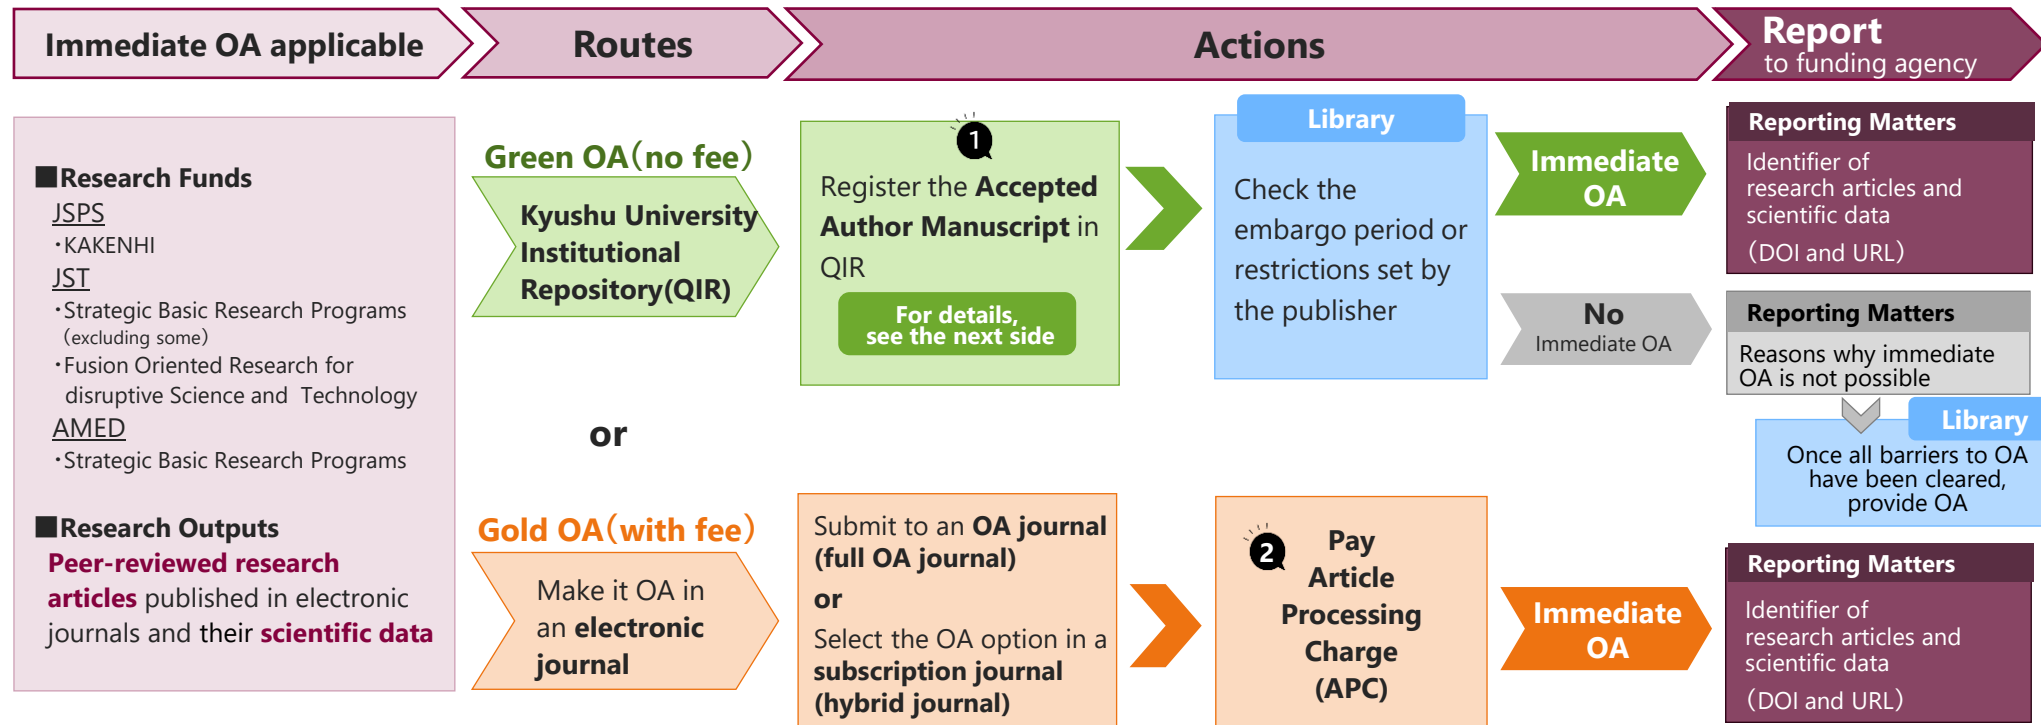 Immediate OA applicable
Routes
Actions
Report
to funding agency
■Research Funds
JSPS
・KAKENHI
JST
・Strategic Basic Research Programs
（excluding some）
・Fusion Oriented Research for
disruptive Science and Technology
AMED
・Strategic Basic Research Programs
■Research Outputs
Peer-reviewed research
articles published in electronic
journals and their scientific data
Green OA（no fee）
Kyushu University
Institutional
Repository(QIR)
1
Register the Accepted
Author Manuscript in
QIR
For details,
see the next side
Library
Check the
embargo period or
restrictions set by
the publisher
Immediate
OA
Reporting Matters
Identifier of
research articles and
scientific data
（DOI and URL）
No
Immediate OA
Reporting Matters
Reasons why immediate
OA is not possible
Library
Once all barriers to OA
have been cleared,
provide OA
or
Gold OA（with fee）
Make it OA in
an electronic
journal
Submit to an OA journal
(full OA journal)
or
Select the OA option in a
subscription journal
(hybrid journal)
2
Pay
Article
Processing
Charge
(APC)
Immediate
OA
Reporting Matters
Identifier of
research articles and
scientific data
（DOI and URL）